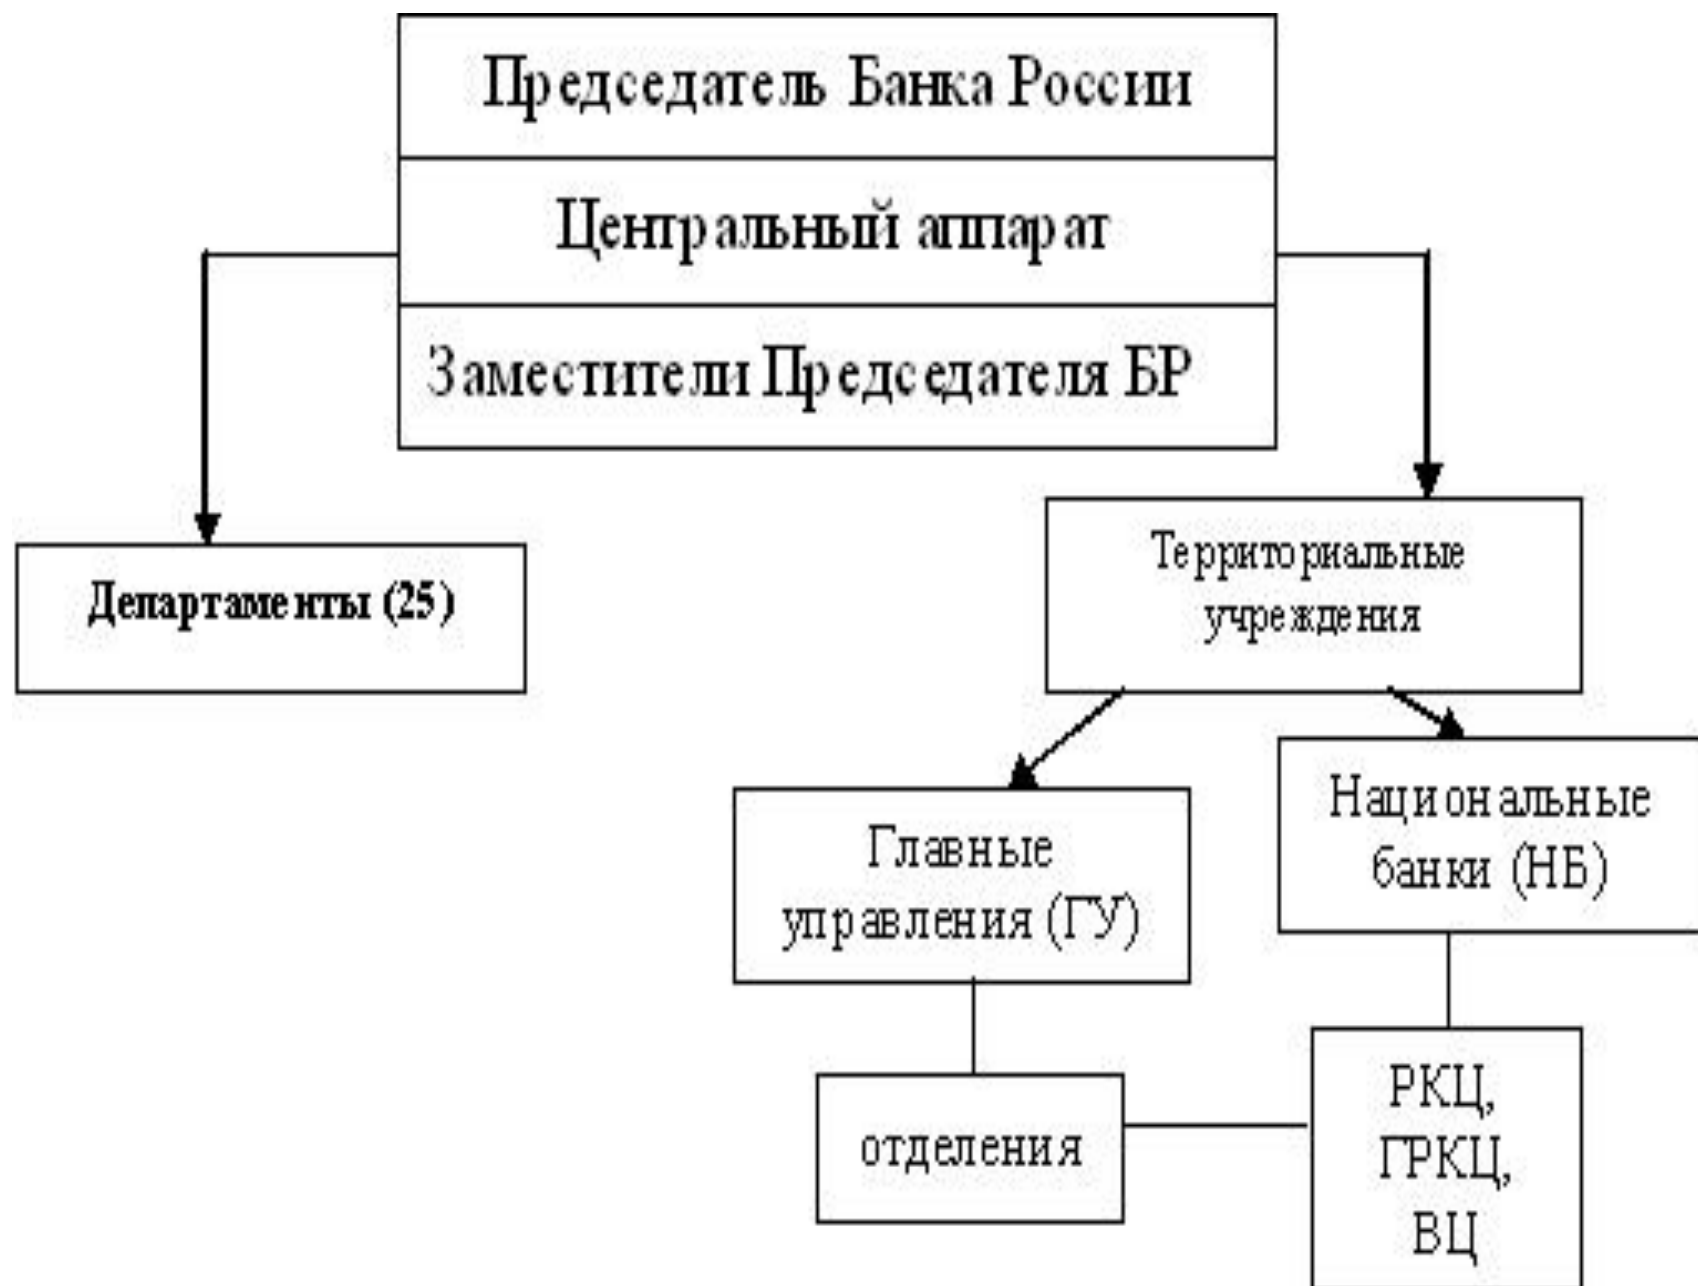 Председатель Банка России
Центральный аппарат
Заместители Председателя БР
Департаменты (25)
Территориальные
учреждения
Главные
управления (ГУ)
Национальные
банки (НБ)
отделения
РКЦ,
ГРКЦ,
ВЦ